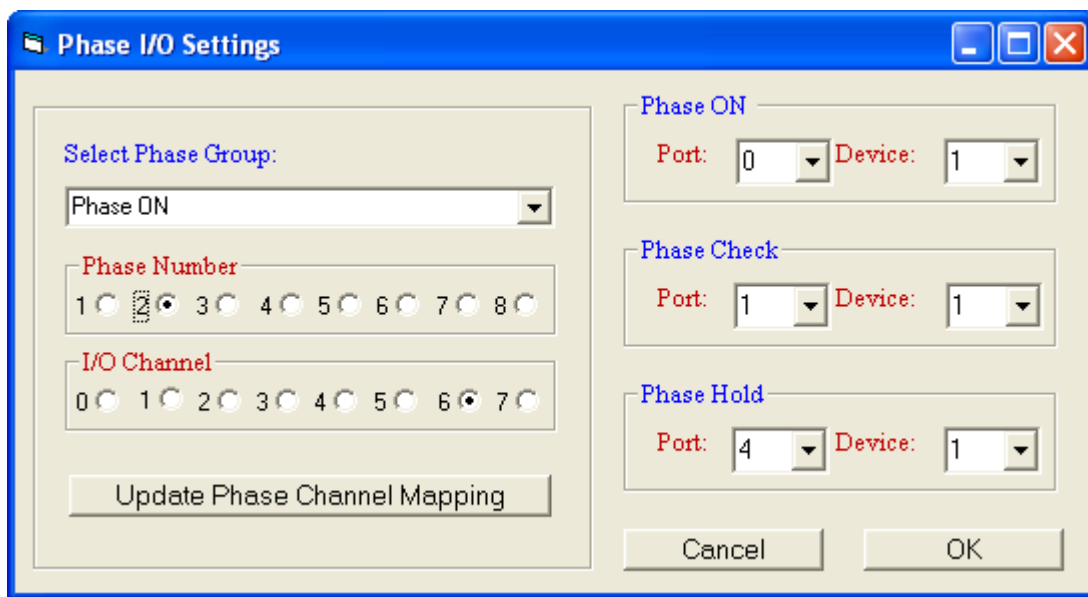 Phase I/O Settings
Select Phase Group:
Phase ON
Phase Number
1 2 3 4 5 6 7 8
I/O Channel
0 1 2 3 4 5 6 7
Update Phase Channel Mapping
Phase ON
Port: 0 Device: 1
Phase Check
Port: 1 Device: 1
Phase Hold
Port: 4 Device: 1
Cancel OK